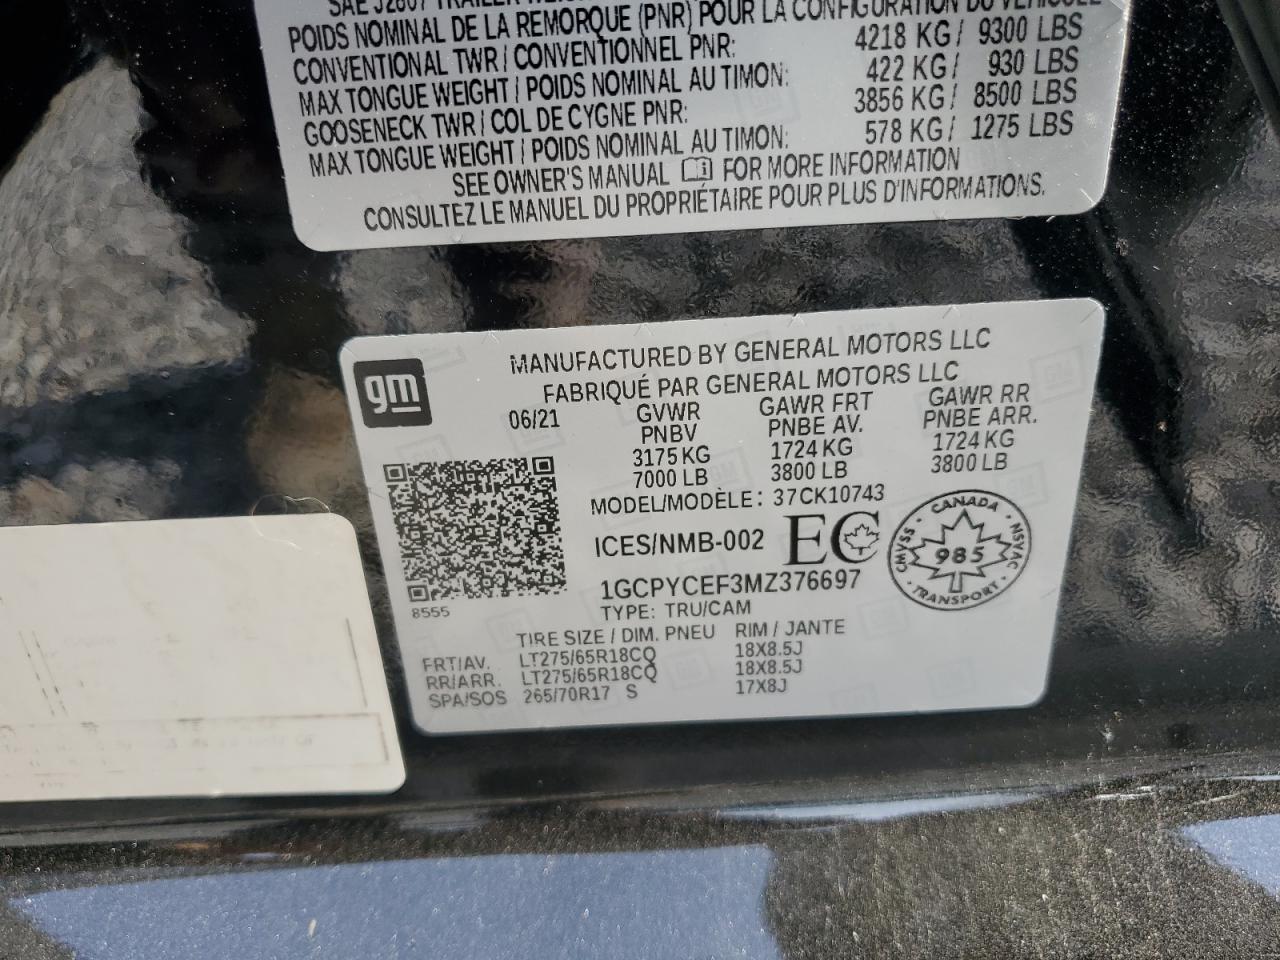 SAE J2807 TRAILER
POIDS NOMINAL DE LA REMORQUE (PNR) POUR LA CONFIGURATION DU VÉHICULE
CONVENTIONAL TWR / CONVENTIONNEL PNR: 4218 KG / 9300 LBS
MAX TONGUE WEIGHT / POIDS NOMINAL AU TIMON: 422 KG / 930 LBS
GOOSENECK TWR / COL DE CYGNE PNR: 3856 KG / 8500 LBS
MAX TONGUE WEIGHT / POIDS NOMINAL AU TIMON: 578 KG / 1275 LBS
SEE OWNER'S MANUAL FOR MORE INFORMATION
CONSULTEZ LE MANUEL DU PROPRIÉTAIRE POUR PLUS D'INFORMATIONS.
gm
MANUFACTURED BY GENERAL MOTORS LLC
FABRIQUÉ PAR GENERAL MOTORS LLC
06/21 GVWR GAWR FRT GAWR RR
PNBV PNBE AV. PNBE ARR.
3175 KG 1724 KG 1724 KG
7000 LB 3800 LB 3800 LB
MODEL/MODÈLE: 37CK10743
ICES/NMB-002 EC
CANADA
CMVSS 985 NSVAC
TRANSPORT
1GCPYCEF3MZ376697
8555 TYPE: TRU/CAM
TIRE SIZE / DIM. PNEU RIM / JANTE
FRT/AV. LT275/65R18CQ 18X8.5J
RR/ARR. LT275/65R18CQ 18X8.5J
SPA/SOS 265/70R17 S 17X8J